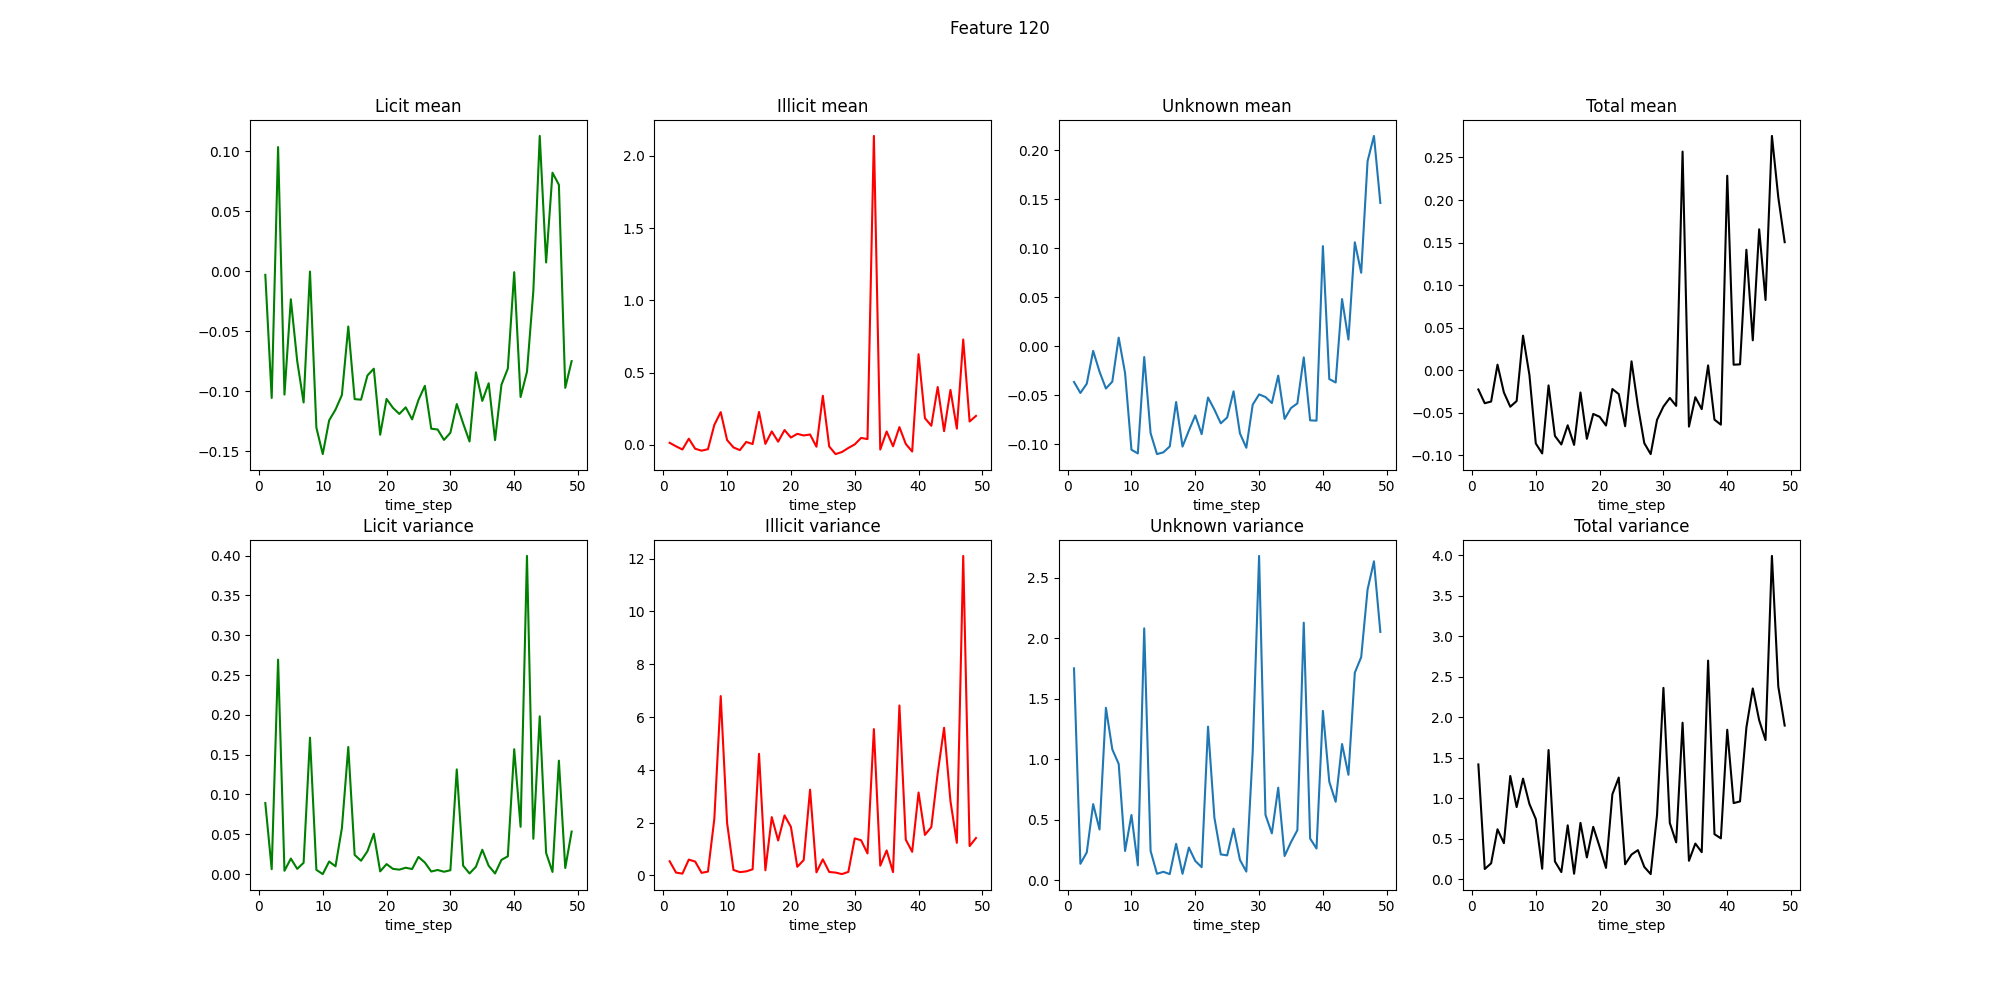 Feature 120
Licit mean
Illicit mean
Unknown mean
Total mean
0.10
0.05
0.00
−0.05
−0.10
−0.15
0 10 20 30 40 50
time_step
2.0
1.5
1.0
0.5
0.0
0 10 20 30 40 50
time_step
0.20
0.15
0.10
0.05
0.00
−0.05
−0.10
0 10 20 30 40 50
time_step
0.25
0.20
0.15
0.10
0.05
0.00
−0.05
−0.10
0 10 20 30 40 50
time_step
Licit variance
Illicit variance
Unknown variance
Total variance
0.40
0.35
0.30
0.25
0.20
0.15
0.10
0.05
0.00
0 10 20 30 40 50
time_step
12
10
8
6
4
2
0
0 10 20 30 40 50
time_step
2.5
2.0
1.5
1.0
0.5
0.0
0 10 20 30 40 50
time_step
4.0
3.5
3.0
2.5
2.0
1.5
1.0
0.5
0.0
0 10 20 30 40 50
time_step